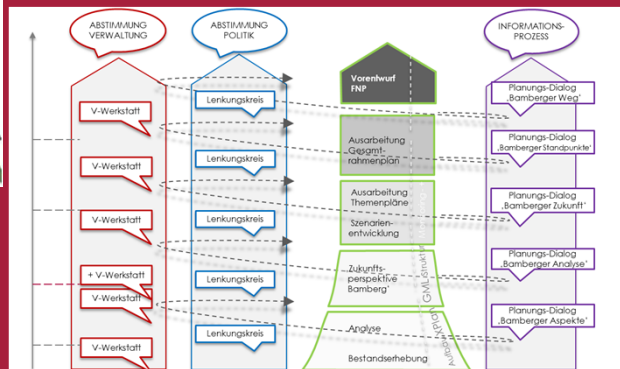 ABSTIMMUNG
VERWALTUNG
ABSTIMMUNG
POLITIK
INFORMATIONS-
PROZESS
V-Werkstatt
V-Werkstatt
V-Werkstatt
+ V-Werkstatt
V-Werkstatt
V-Werkstatt
Lenkungskreis
Lenkungskreis
Lenkungskreis
Lenkungskreis
Lenkungskreis
Vorentwurf
FNP
Ausarbeitung
Gesamt-
rahmenplan
Ausarbeitung
Themenpläne
Szenarien-
entwicklung
Zukunfts-
perspektive
Bamberg'
Analyse
Bestandserhebung
GML-Struktur
Planungs-Dialog
‚Bamberger Weg'
Planungs-Dialog
‚Bamberger Standpunkte'
Planungs-Dialog
‚Bamberger Zukunft'
Planungs-Dialog
‚Bamberger Analyse'
Planungs-Dialog
‚Bamberger Aspekte'